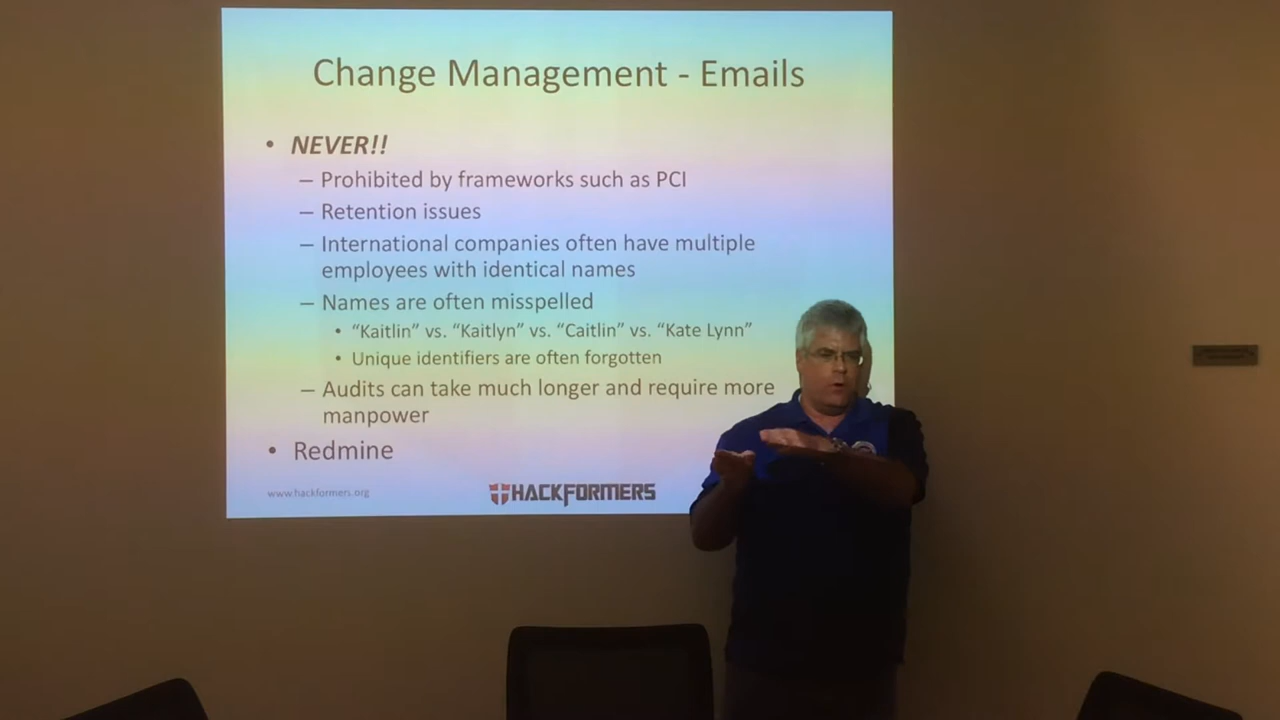 Change Management - Emails
• NEVER!!
– Prohibited by frameworks such as PCI
– Retention issues
– International companies often have multiple
employees with identical names
– Names are often misspelled
• “Kaitlin” vs. “Kaitlyn” vs. “Caitlin” vs. “Kate Lynn”
• Unique identifiers are often forgotten
– Audits can take much longer and require more
manpower
• Redmine
www.hackformers.org
HACKFORMERS